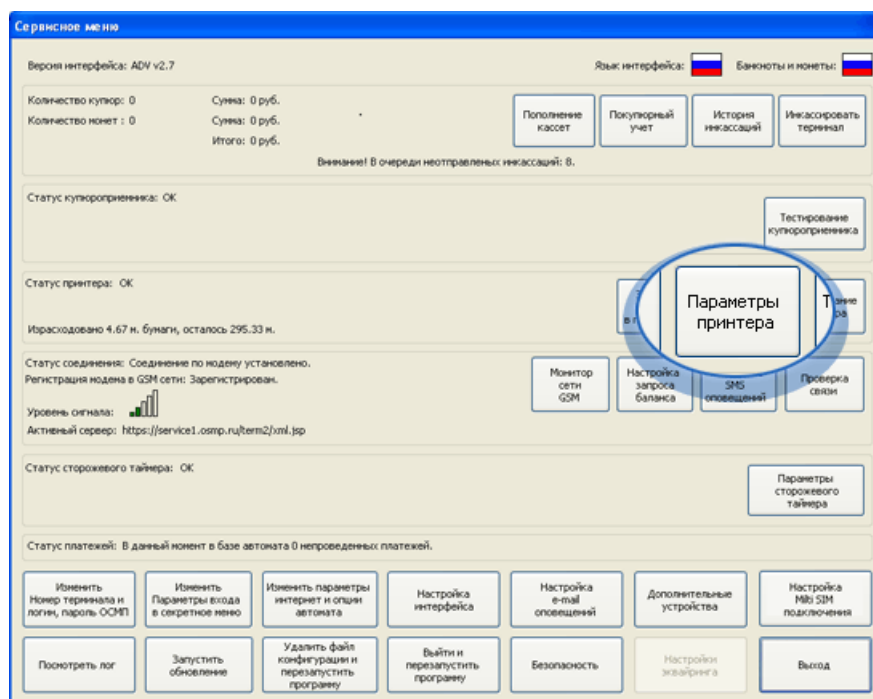 Сервисное меню
Версия интерфейса: ADV v2.7
Язык интерфейса:
Банкноты и монеты:
Количество купюр: 0
Сумма: 0 руб.
Количество монет : 0
Сумма: 0 руб.
Итого: 0 руб.
Пополнение
кассет
Покупюрный
учет
История
инкассаций
Инкассировать
терминал
Внимание! В очереди неотправленых инкассаций: 8.
Статус купюроприемника: OK
Тестирование
купюроприемника
Статус принтера: OK
Израсходовано 4.67 м. бумаги, осталось 295.33 м.
Параметры
принтера
Статус соединения: Соединение по модему установлено.
Регистрация модема в GSM сети: Зарегистрирован.
Уровень сигнала:
Активный сервер: https://service1.osmp.ru/term2/xml.jsp
Монитор
сети
GSM
Настройка
запроса
баланса
SMS
оповещений
Проверка
связи
Статус сторожевого таймера: OK
Параметры
сторожевого
таймера
Статус платежей: В данный момент в базе автомата 0 непроведенных платежей.
Изменить
Номер терминала и
логин, пароль ОСМП
Изменить
Параметры входа
в секретное меню
Изменить параметры
интернет и опции
автомата
Настройка
интерфейса
Настройка
e-mail
оповещений
Дополнительные
устройства
Настройка
Milti SIM
подключения
Посмотреть лог
Запустить
обновление
Удалить файл
конфигурации и
перезапустить
программу
Выйти и
перезапустить
программу
Безопасность
Настройки
эквайринга
Выход